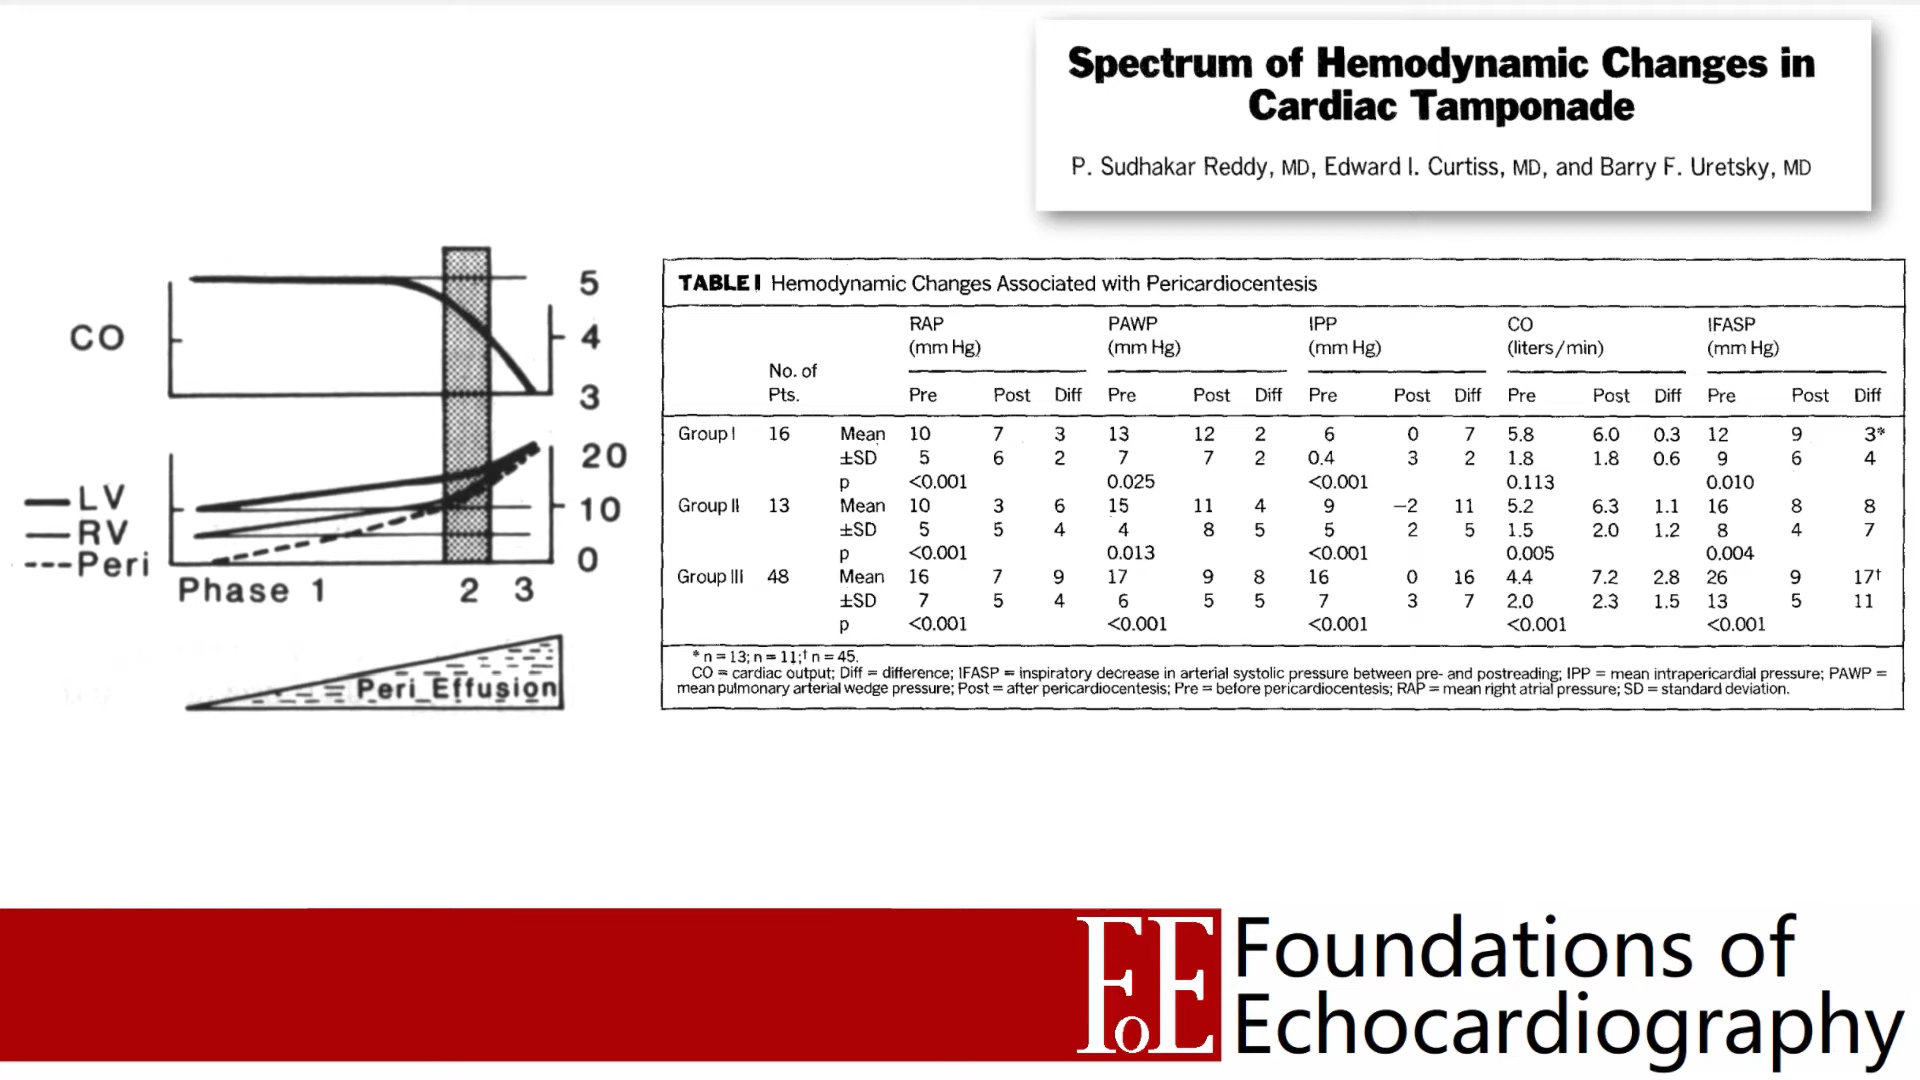 Spectrum of Hemodynamic Changes in
Cardiac Tamponade
P. Sudhakar Reddy, MD, Edward I. Curtiss, MD, and Barry F. Uretsky, MD
CO
5
4
3
LV
RV
Peri
20
10
0
Phase 1 2 3
Peri Effusion
TABLE I Hemodynamic Changes Associated with Pericardiocentesis
RAP PAWP IPP CO IFASP
(mm Hg) (mm Hg) (mm Hg) (liters/min) (mm Hg)
No. of
Pts. Pre Post Diff Pre Post Diff Pre Post Diff Pre Post Diff Pre Post Diff
Group I 16 Mean 10 7 3 13 12 2 6 0 7 5.8 6.0 0.3 12 9 3*
±SD 5 6 2 7 7 2 0.4 3 2 1.8 1.8 0.6 9 6 4
p <0.001 0.025 <0.001 0.113 0.010
Group II 13 Mean 10 3 6 15 11 4 9 −2 11 5.2 6.3 1.1 16 8 8
±SD 5 5 4 4 8 5 5 2 5 1.5 2.0 1.2 8 4 7
p <0.001 0.013 <0.001 0.005 0.004
Group III 48 Mean 16 7 9 17 9 8 16 0 16 4.4 7.2 2.8 26 9 17†
±SD 7 5 4 6 5 5 7 3 7 2.0 2.3 1.5 13 5 11
p <0.001 <0.001 <0.001 <0.001 <0.001
* n = 13; n = 11; † n = 45.
CO = cardiac output; Diff = difference; IFASP = inspiratory decrease in arterial systolic pressure between pre- and postreading; IPP = mean intrapericardial pressure; PAWP =
mean pulmonary arterial wedge pressure; Post = after pericardiocentesis; Pre = before pericardiocentesis; RAP = mean right atrial pressure; SD = standard deviation.
FoE
Foundations of
Echocardiography